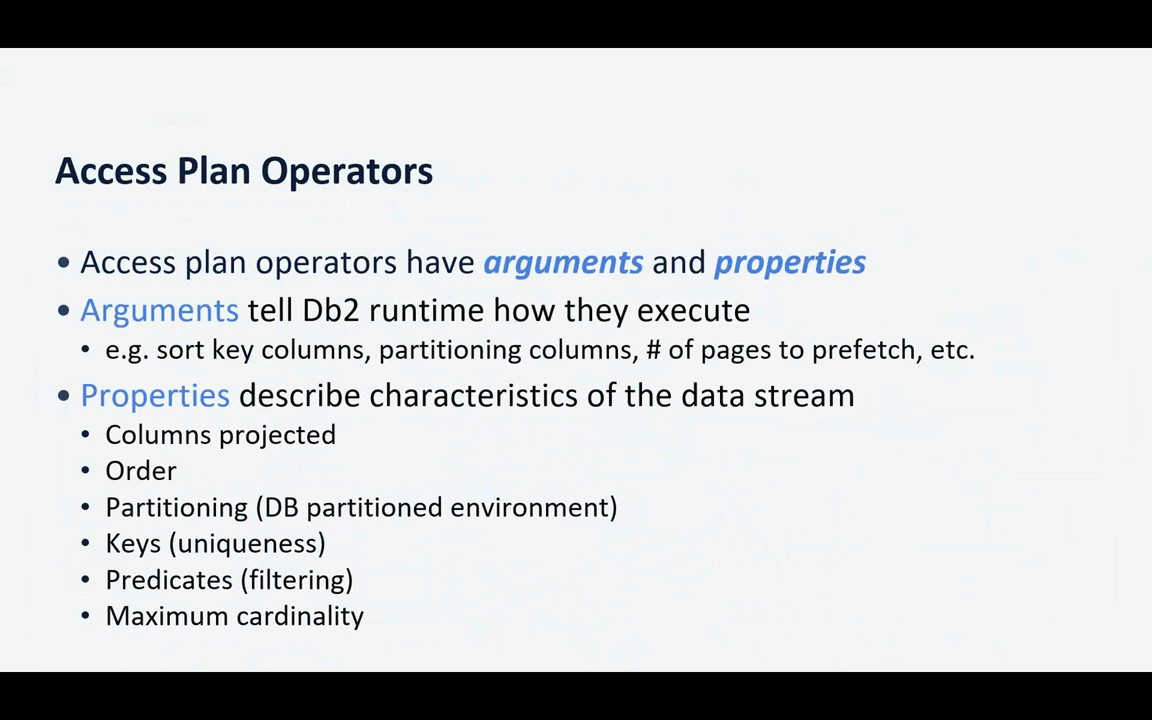 Access Plan Operators
• Access plan operators have arguments and properties
• Arguments tell Db2 runtime how they execute
• e.g. sort key columns, partitioning columns, # of pages to prefetch, etc.
• Properties describe characteristics of the data stream
• Columns projected
• Order
• Partitioning (DB partitioned environment)
• Keys (uniqueness)
• Predicates (filtering)
• Maximum cardinality